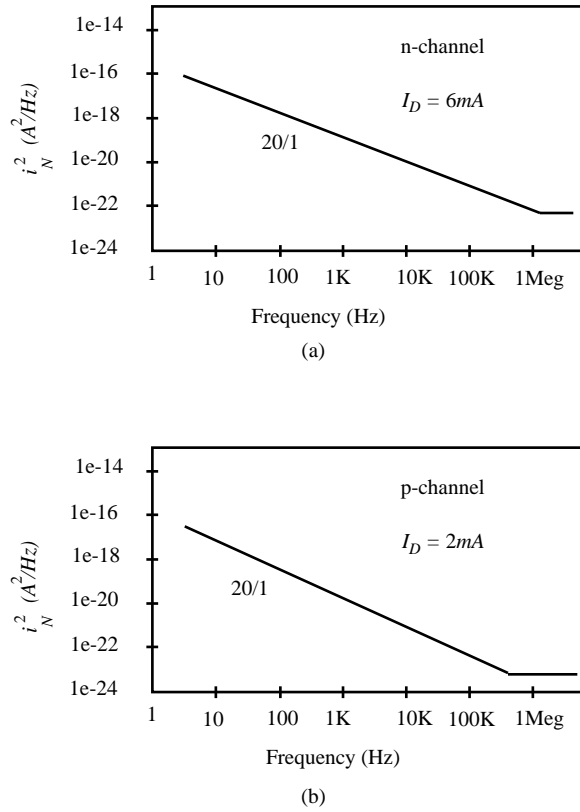 1e-14
1e-16
1e-18
1e-20
1e-22
1e-24
i_N^2 (A^2/Hz)
n-channel
I_D = 6mA
20/1
1 10 100 1K 10K 100K 1Meg
Frequency (Hz)
(a)
1e-14
1e-16
1e-18
1e-20
1e-22
1e-24
i_N^2 (A^2/Hz)
p-channel
I_D = 2mA
20/1
1 10 100 1K 10K 100K 1Meg
Frequency (Hz)
(b)